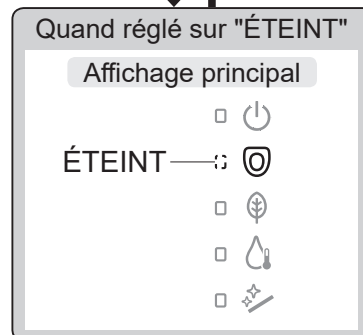 Quand réglé sur "ÉTEINT"
Affichage principal
ÉTEINT